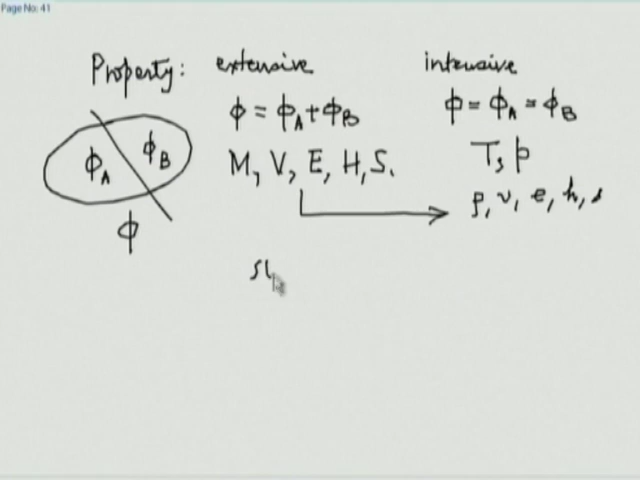 Page No: 41
Property: extensive intensive
ϕ = ϕA + ϕB ϕ = ϕA = ϕB
ϕA ϕB M, V, E, H, S. T, p
ρ, v, e, h, s
ϕ